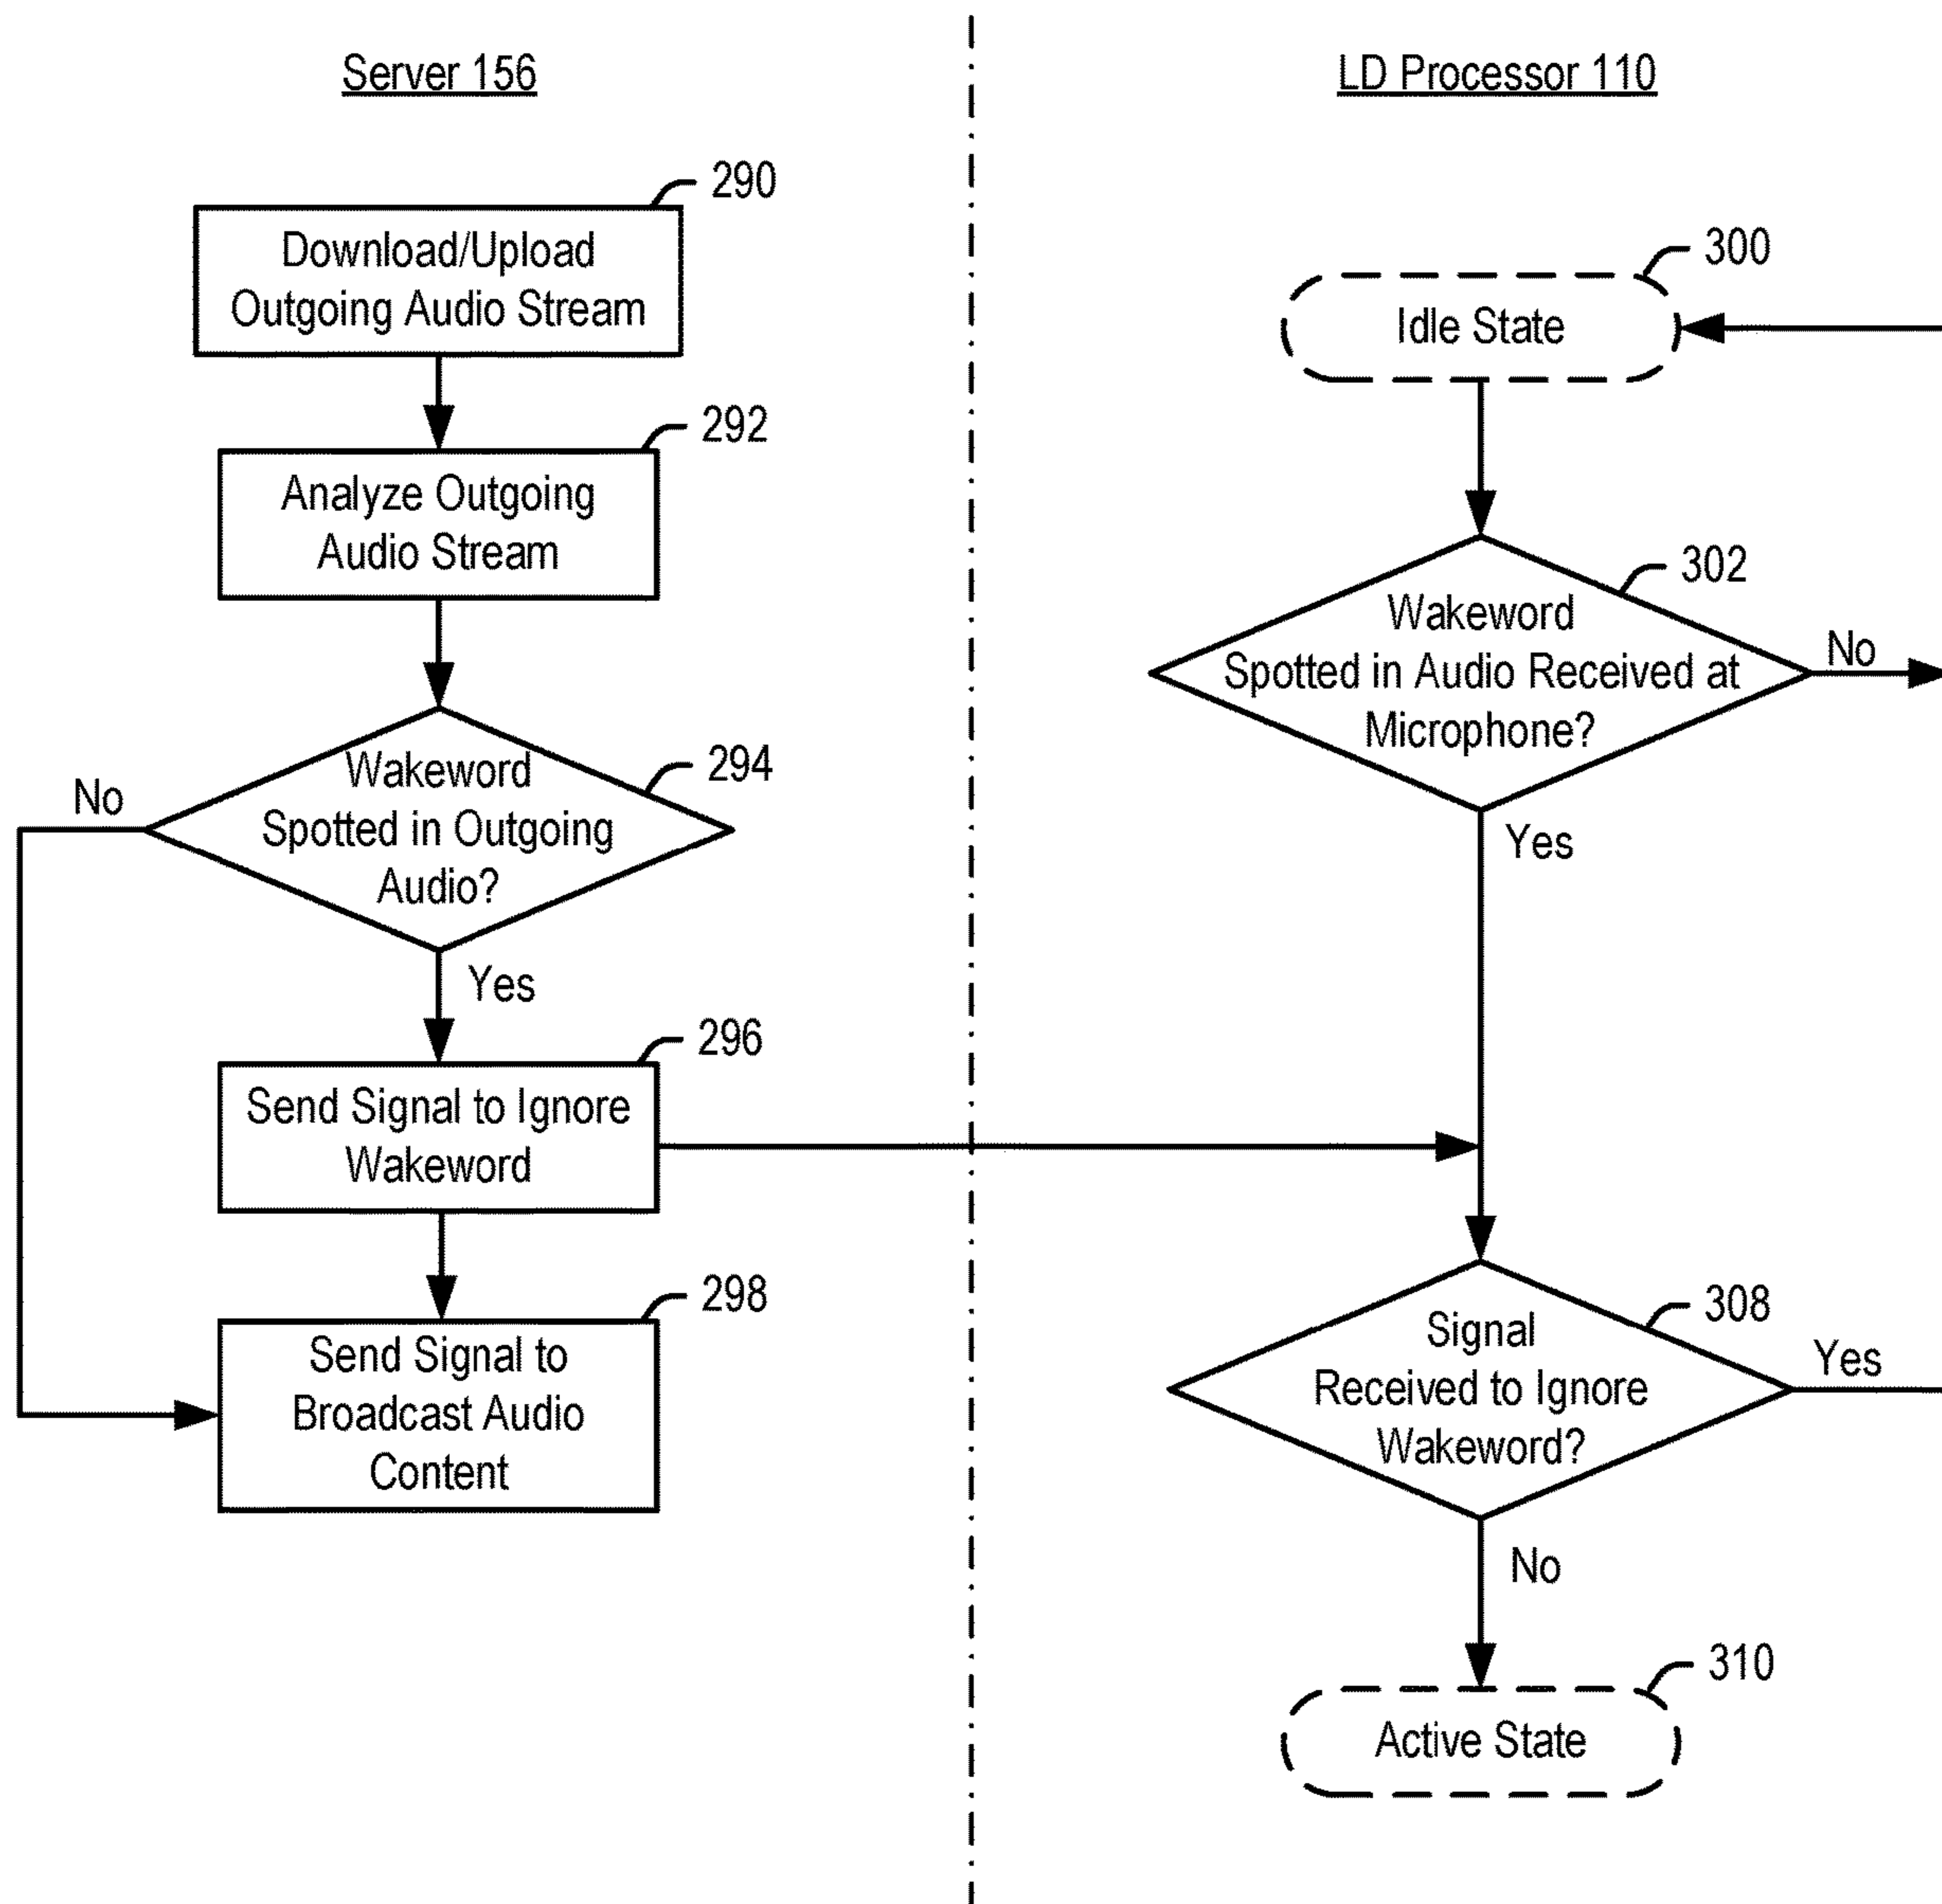 Server 156
290
Download/Upload
Outgoing Audio Stream
292
Analyze Outgoing
Audio Stream
294
Wakeword
Spotted in Outgoing
Audio?
No
Yes
296
Send Signal to Ignore
Wakeword
298
Send Signal to
Broadcast Audio
Content
LD Processor 110
300
Idle State
302
Wakeword
Spotted in Audio Received at
Microphone?
No
Yes
308
Signal
Received to Ignore
Wakeword?
Yes
No
310
Active State